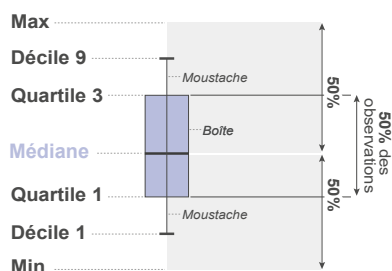 Max
Décile 9
Moustache
50%
Quartile 3
Boîte
50% des
observations
Médiane
Quartile 1
50%
Moustache
Décile 1
Min